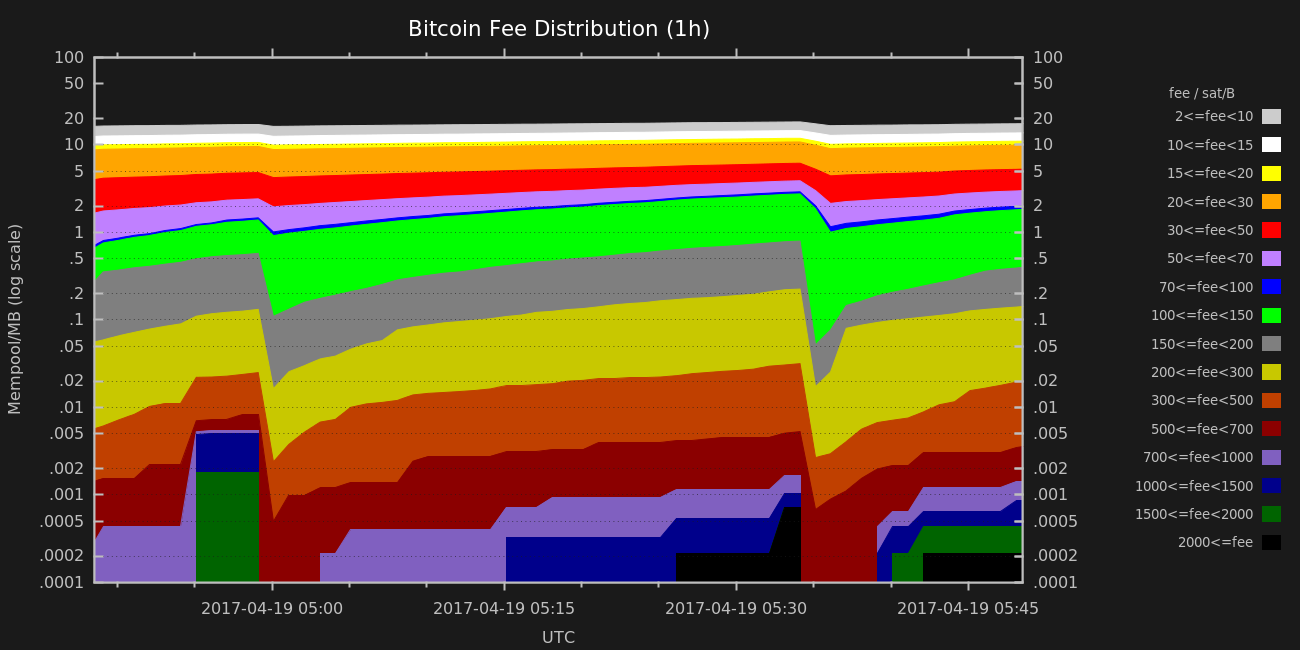 Bitcoin Fee Distribution (1h)
Mempool/MB (log scale)
100
50
20
10
5
2
1
.5
.2
.1
.05
.02
.01
.005
.002
.001
.0005
.0002
.0001
100
50
20
10
5
2
1
.5
.2
.1
.05
.02
.01
.005
.002
.001
.0005
.0002
.0001
fee / sat/B
2<=fee<10
10<=fee<15
15<=fee<20
20<=fee<30
30<=fee<50
50<=fee<70
70<=fee<100
100<=fee<150
150<=fee<200
200<=fee<300
300<=fee<500
500<=fee<700
700<=fee<1000
1000<=fee<1500
1500<=fee<2000
2000<=fee
2017-04-19 05:00
2017-04-19 05:15
2017-04-19 05:30
2017-04-19 05:45
UTC